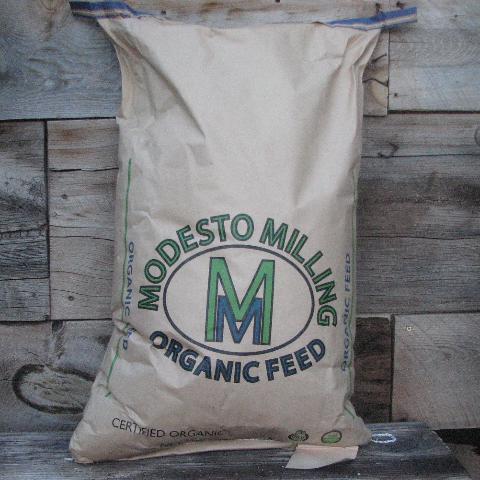 MODESTO MILLING
M
M
ORGANIC FEED
ORGANIC
ORGANIC FEED
CERTIFIED ORGANIC